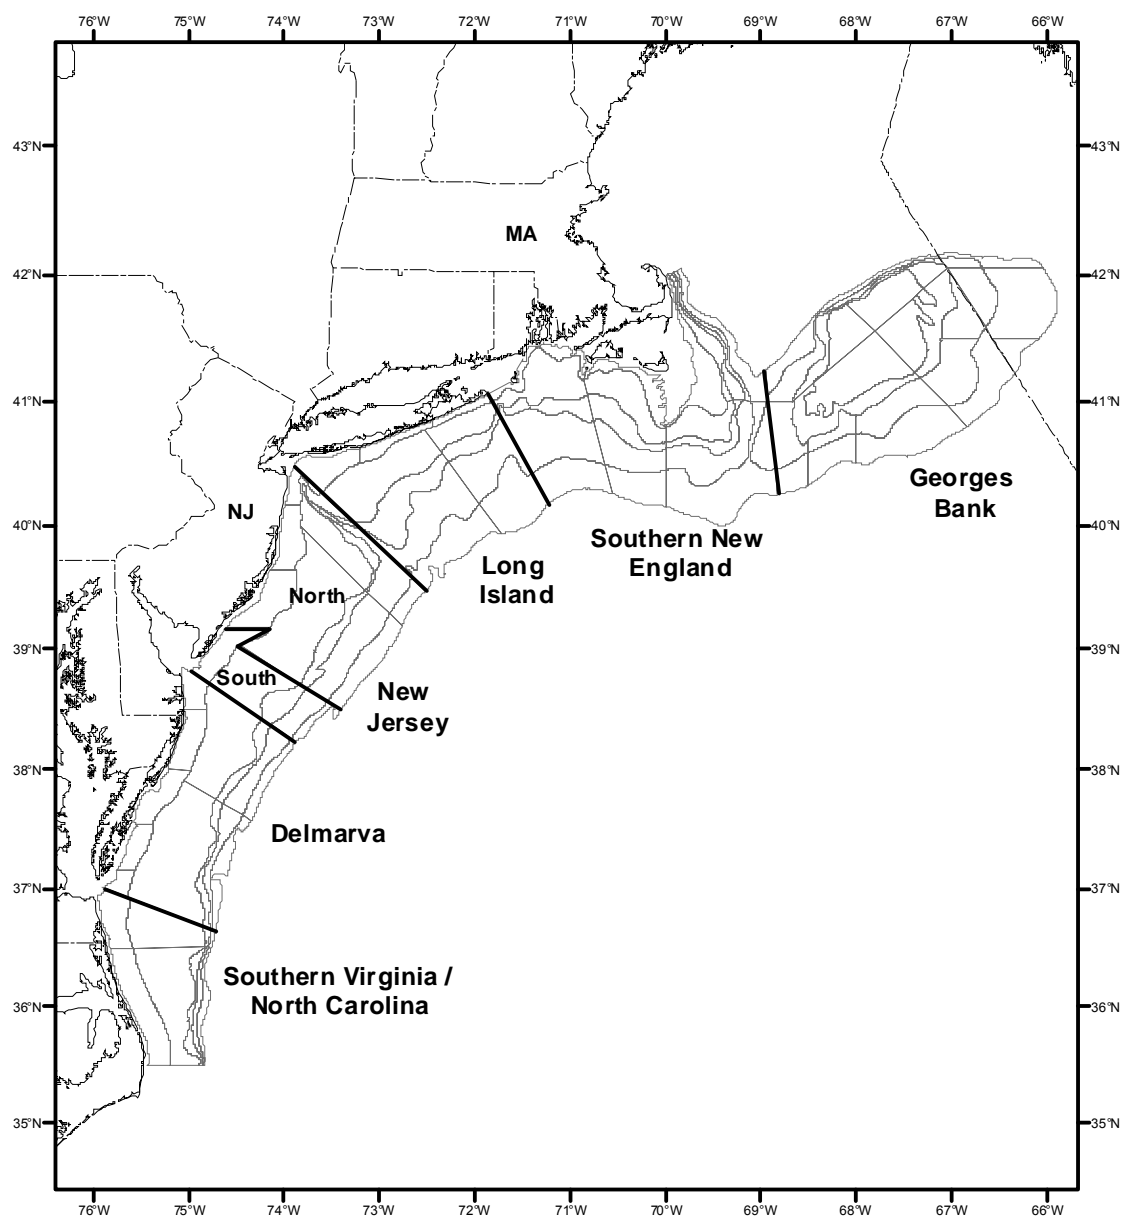 76°W 75°W 74°W 73°W 72°W 71°W 70°W 69°W 68°W 67°W 66°W
43°N 43°N
MA
42°N 42°N
41°N 41°N
Georges
Bank
NJ
40°N 40°N
Southern New
England
Long
Island
North
39°N 39°N
South
New
Jersey
38°N 38°N
Delmarva
37°N 37°N
Southern Virginia /
North Carolina
36°N 36°N
35°N 35°N
76°W 75°W 74°W 73°W 72°W 71°W 70°W 69°W 68°W 67°W 66°W